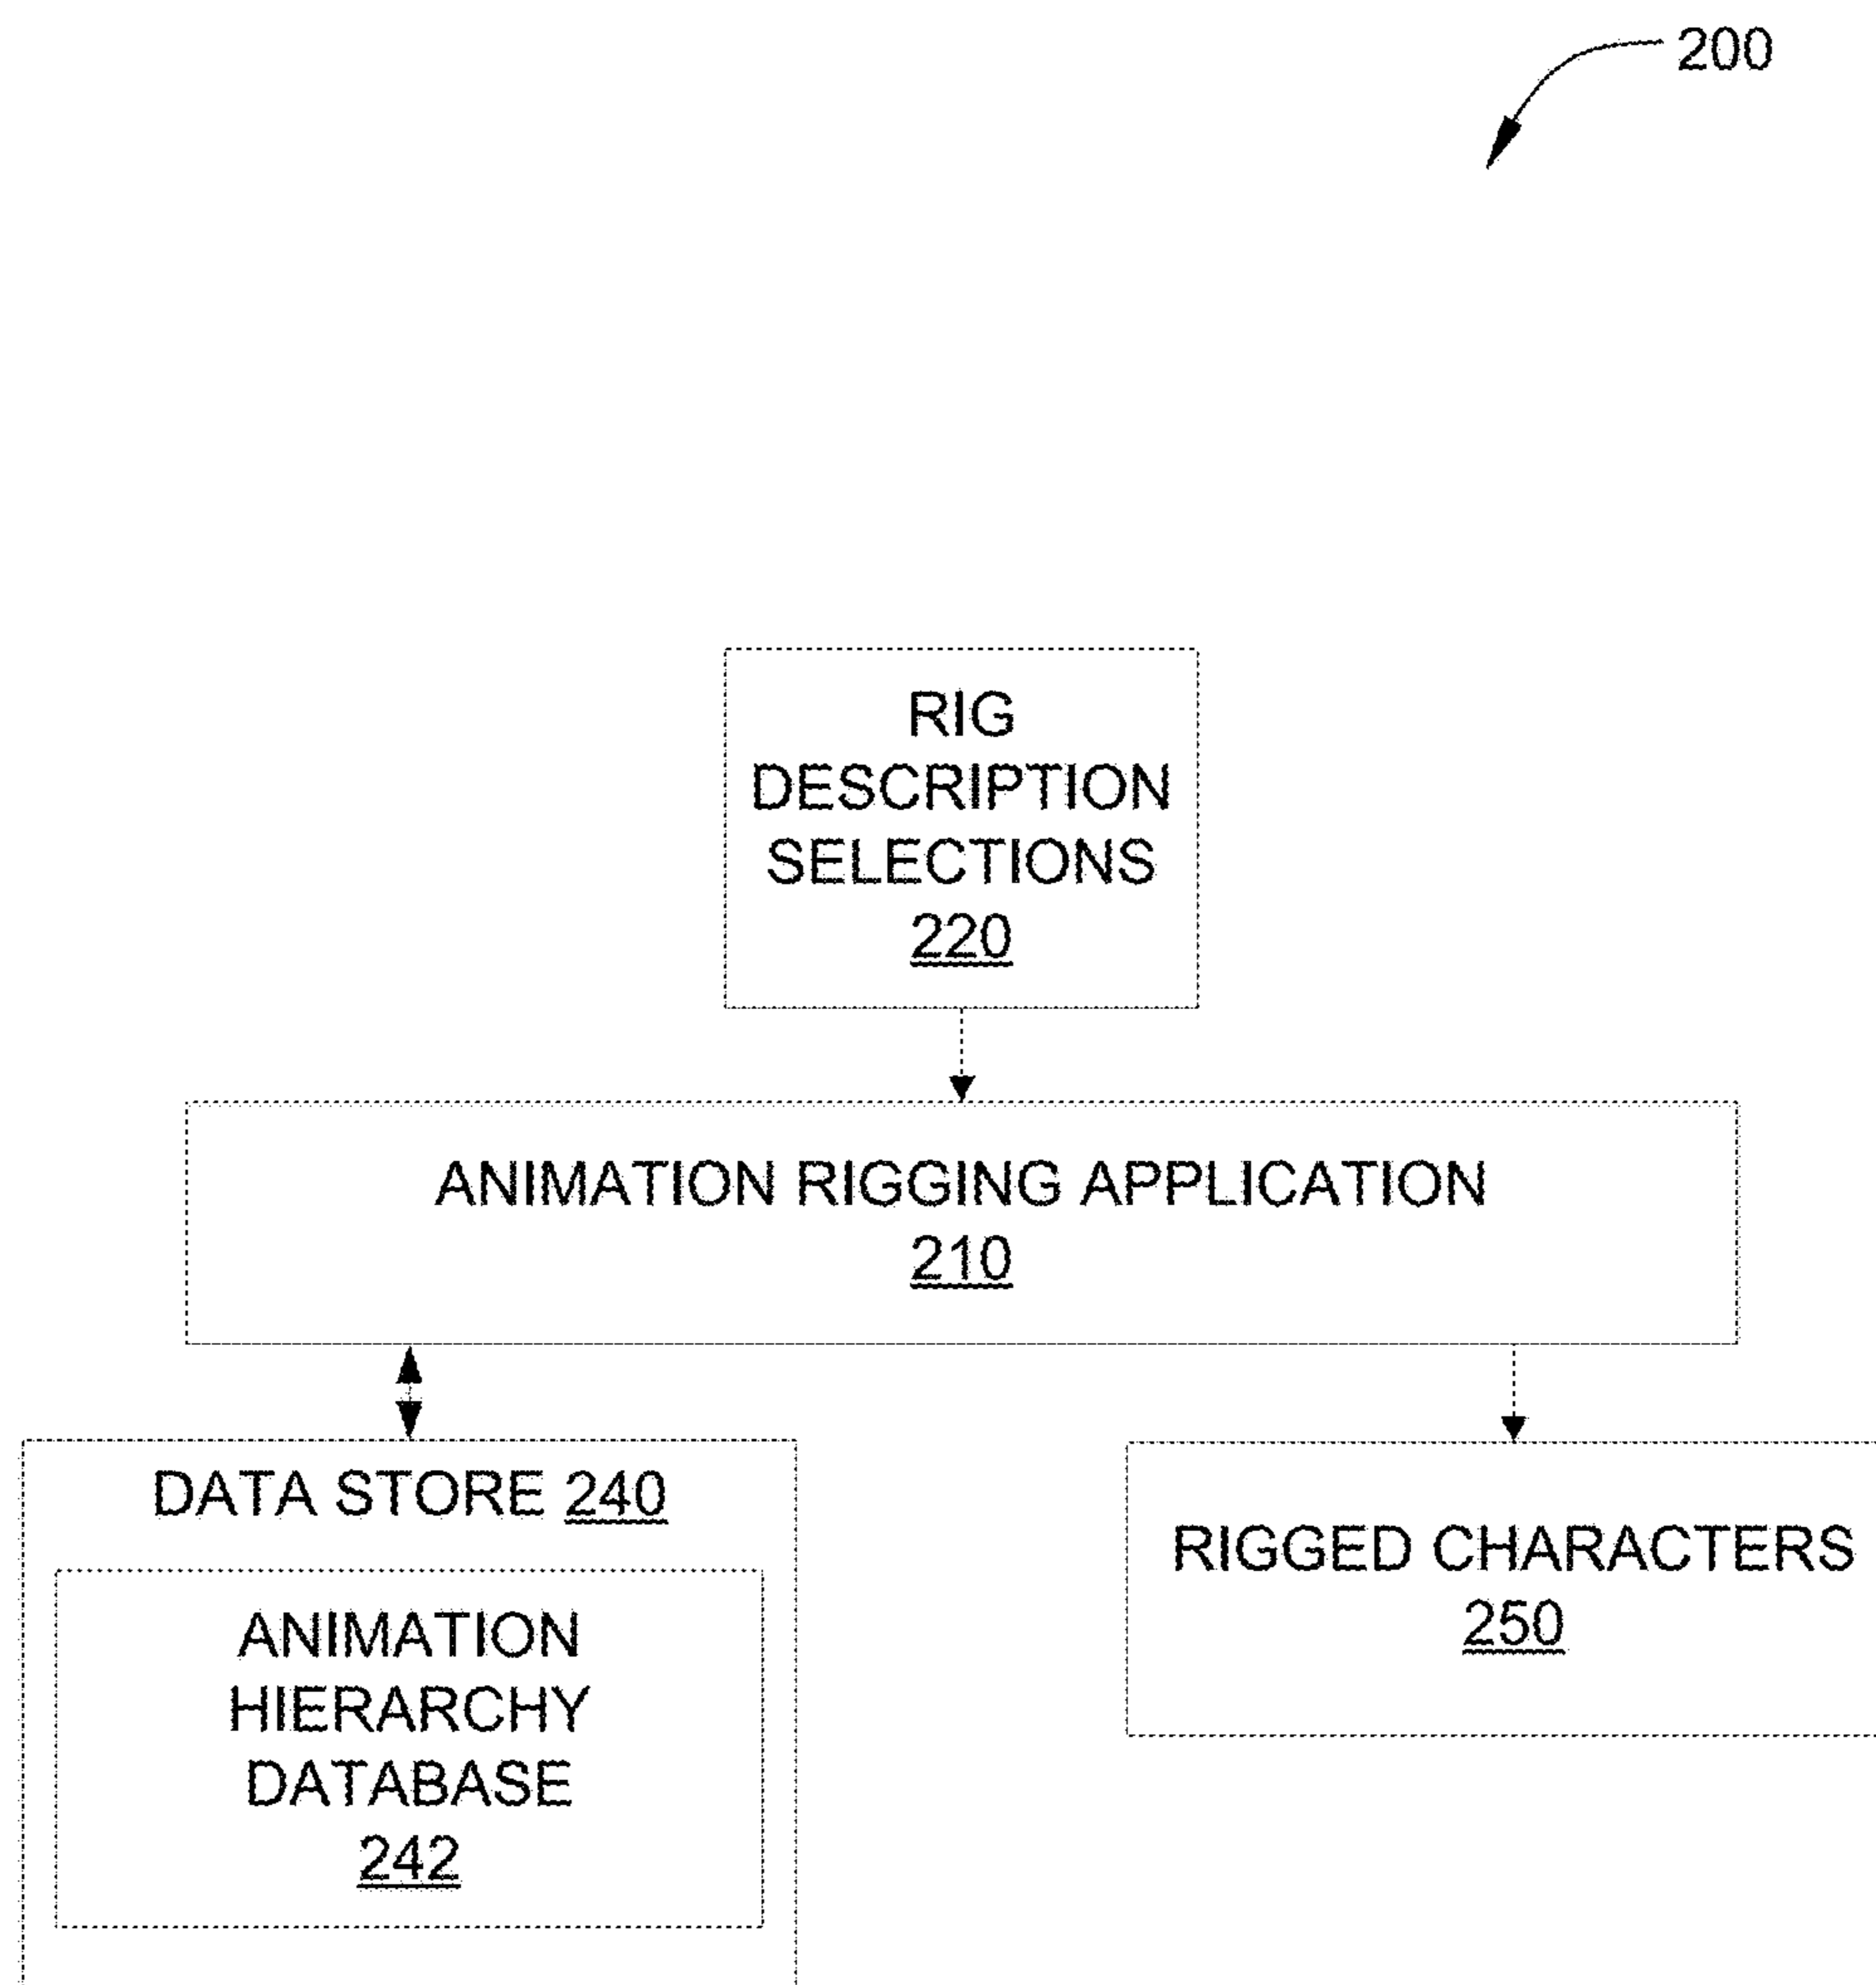 200
RIG
DESCRIPTION
SELECTIONS
220
ANIMATION RIGGING APPLICATION
210
DATA STORE 240
ANIMATION
HIERARCHY
DATABASE
242
RIGGED CHARACTERS
250